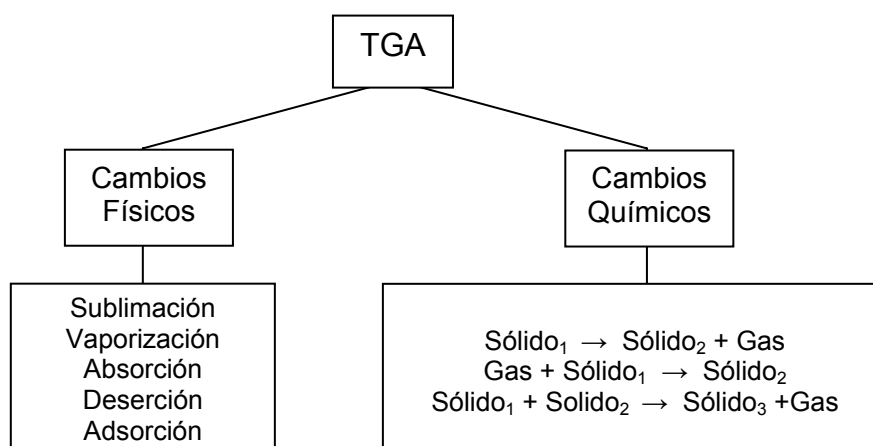 TGA
Cambios
Físicos
Cambios
Químicos
Sublimación
Vaporización
Absorción
Deserción
Adsorción
Sólido₁ → Sólido₂ + Gas
Gas + Sólido₁ → Sólido₂
Sólido₁ + Solido₂ → Sólido₃ +Gas